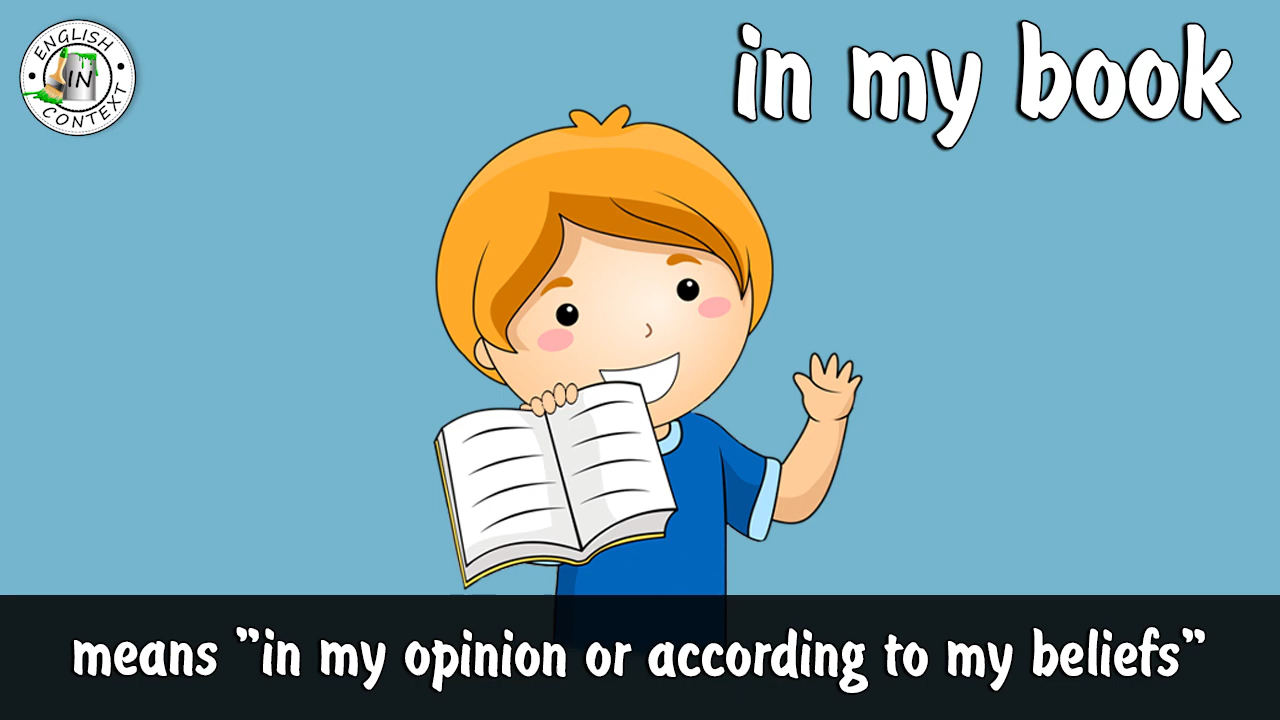 ENGLISH
IN
CONTEXT
in my book
means "in my opinion or according to my beliefs"